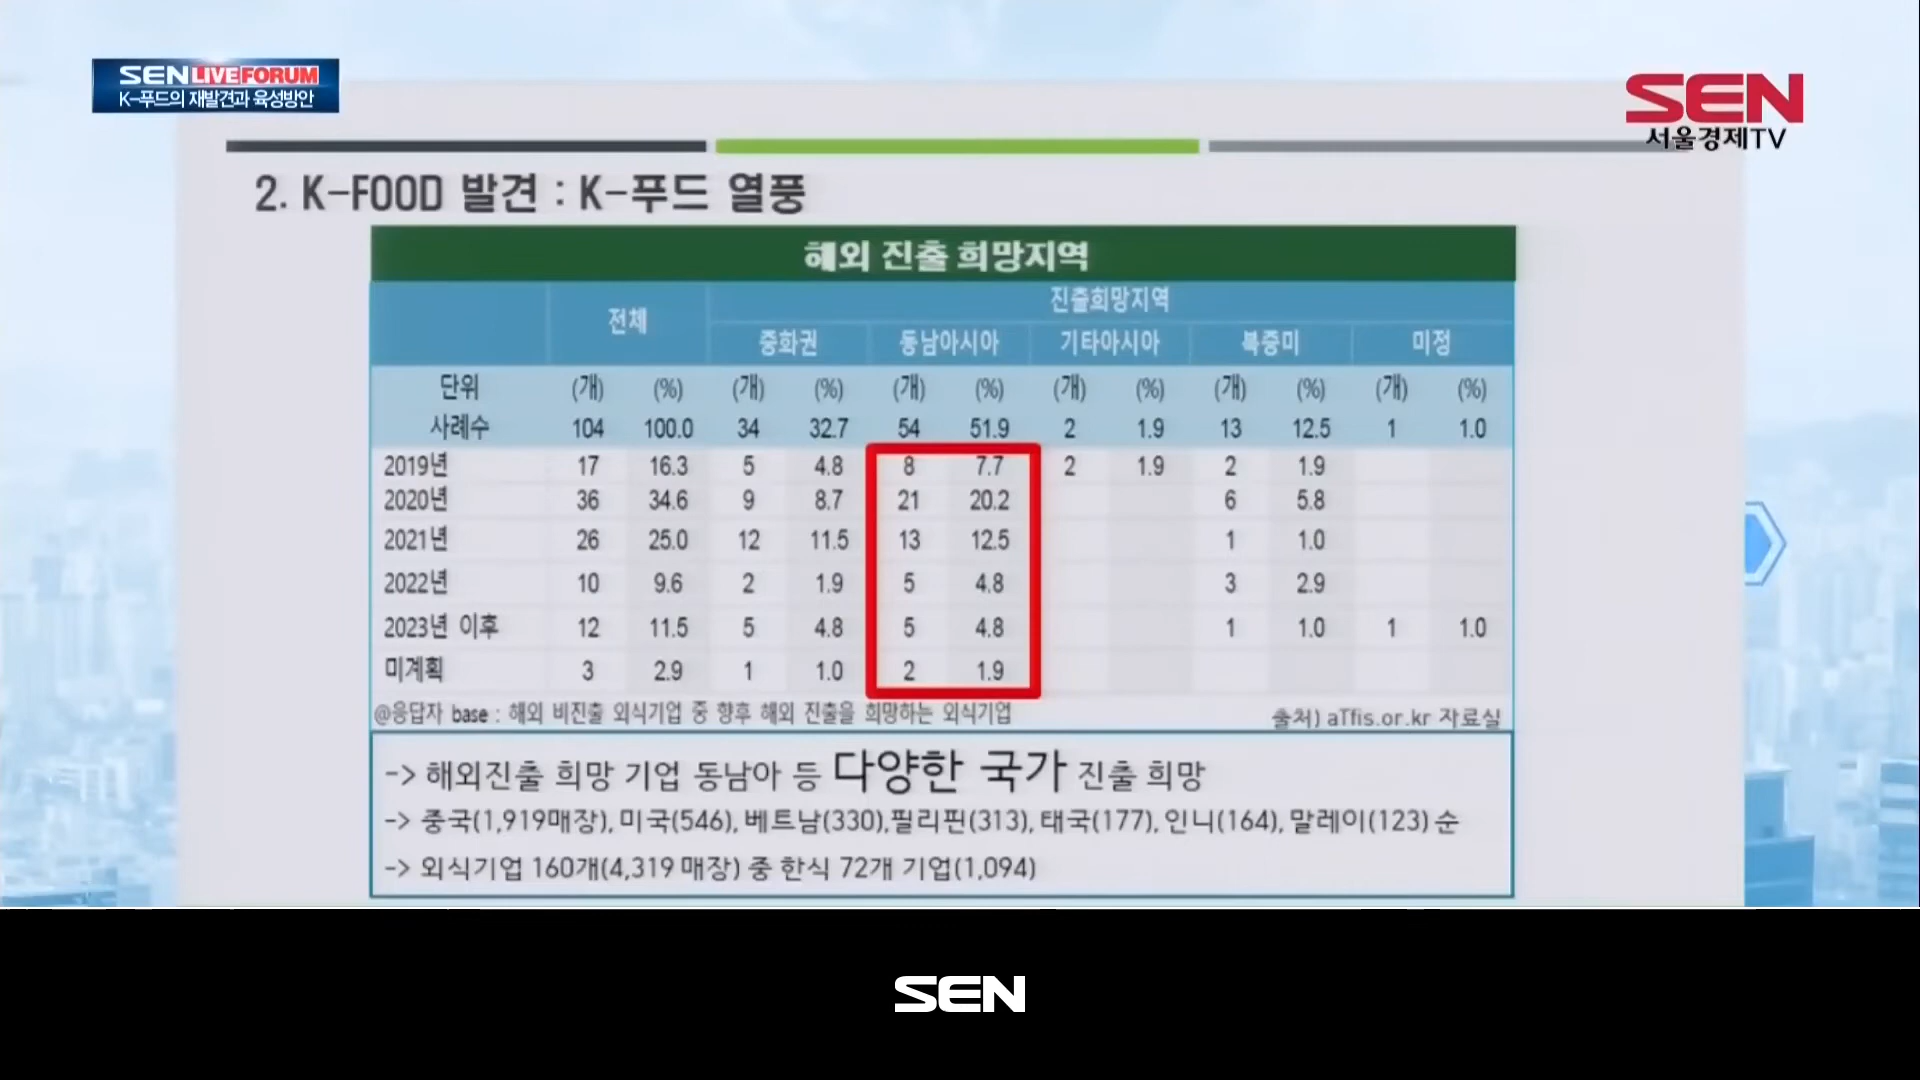 SEN LIVE FORUM
K-푸드의 재발견과 육성방안
SEN
서울경제TV
2. K-FOOD 발견 : K-푸드 열풍
해외 진출 희망지역
전체 진출희망지역
중화권 동남아시아 기타아시아 북중미 미정
단위 (개) (%) (개) (%) (개) (%) (개) (%) (개) (%) (개) (%)
사례수 104 100.0 34 32.7 54 51.9 2 1.9 13 12.5 1 1.0
2019년 17 16.3 5 4.8 8 7.7 2 1.9 2 1.9
2020년 36 34.6 9 8.7 21 20.2 6 5.8
2021년 26 25.0 12 11.5 13 12.5 1 1.0
2022년 10 9.6 2 1.9 5 4.8 3 2.9
2023년 이후 12 11.5 5 4.8 5 4.8 1 1.0 1 1.0
미계획 3 2.9 1 1.0 2 1.9
@응답자 base : 해외 비진출 외식기업 중 향후 해외 진출을 희망하는 외식기업
출처) aTfis.or.kr 자료실
-> 해외진출 희망 기업 동남아 등 다양한 국가 진출 희망
-> 중국(1,919매장), 미국(546), 베트남(330),필리핀(313), 태국(177), 인니(164), 말레이(123) 순
-> 외식기업 160개(4,319 매장) 중 한식 72개 기업(1,094)
SEN